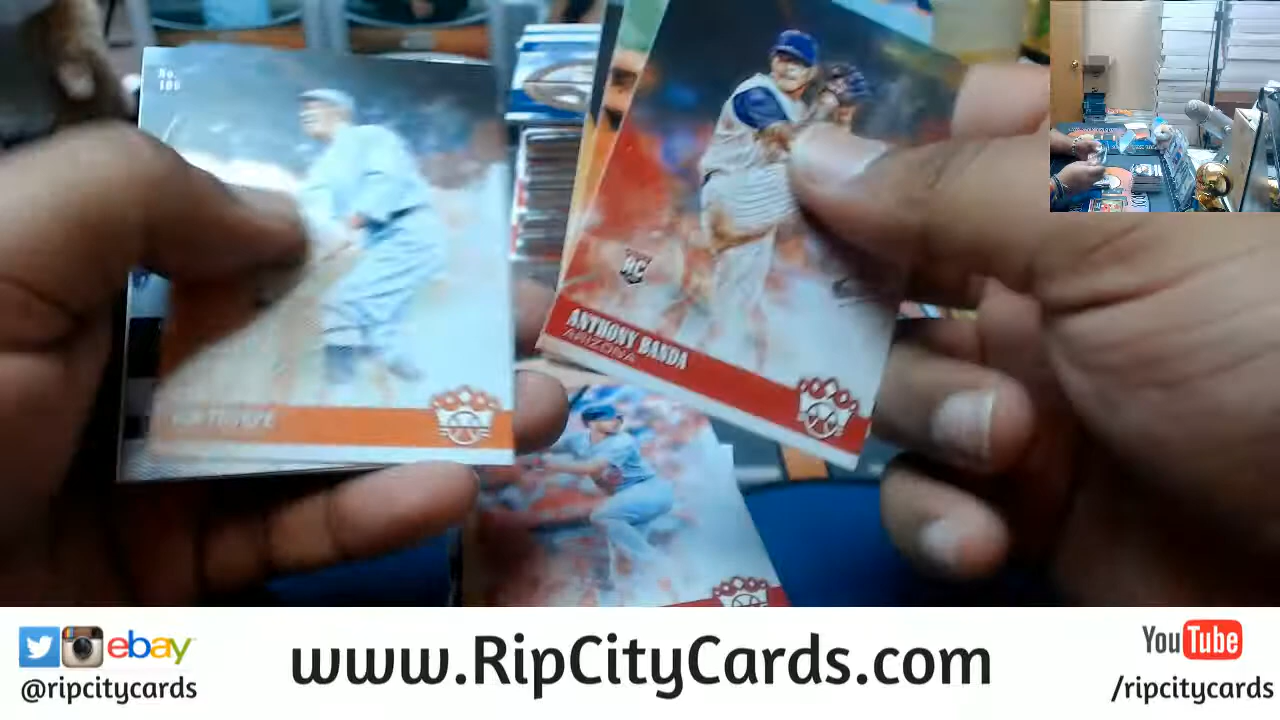 No.
100
RC
ANTHONY BANDA
ARIZONA
ebay
@ripcitycards
www.RipCityCards.com
YouTube
/ripcitycards